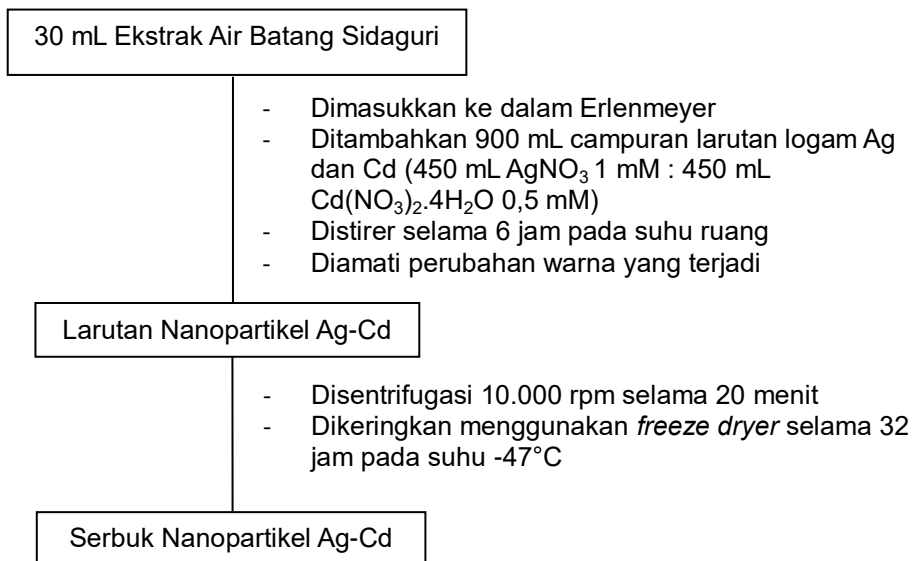 30 mL Ekstrak Air Batang Sidaguri
- Dimasukkan ke dalam Erlenmeyer
- Ditambahkan 900 mL campuran larutan logam Ag
dan Cd (450 mL AgNO₃ 1 mM : 450 mL
Cd(NO₃)₂.4H₂O 0,5 mM)
- Distirer selama 6 jam pada suhu ruang
- Diamati perubahan warna yang terjadi
Larutan Nanopartikel Ag-Cd
- Disentrifugasi 10.000 rpm selama 20 menit
- Dikeringkan menggunakan freeze dryer selama 32
jam pada suhu -47°C
Serbuk Nanopartikel Ag-Cd